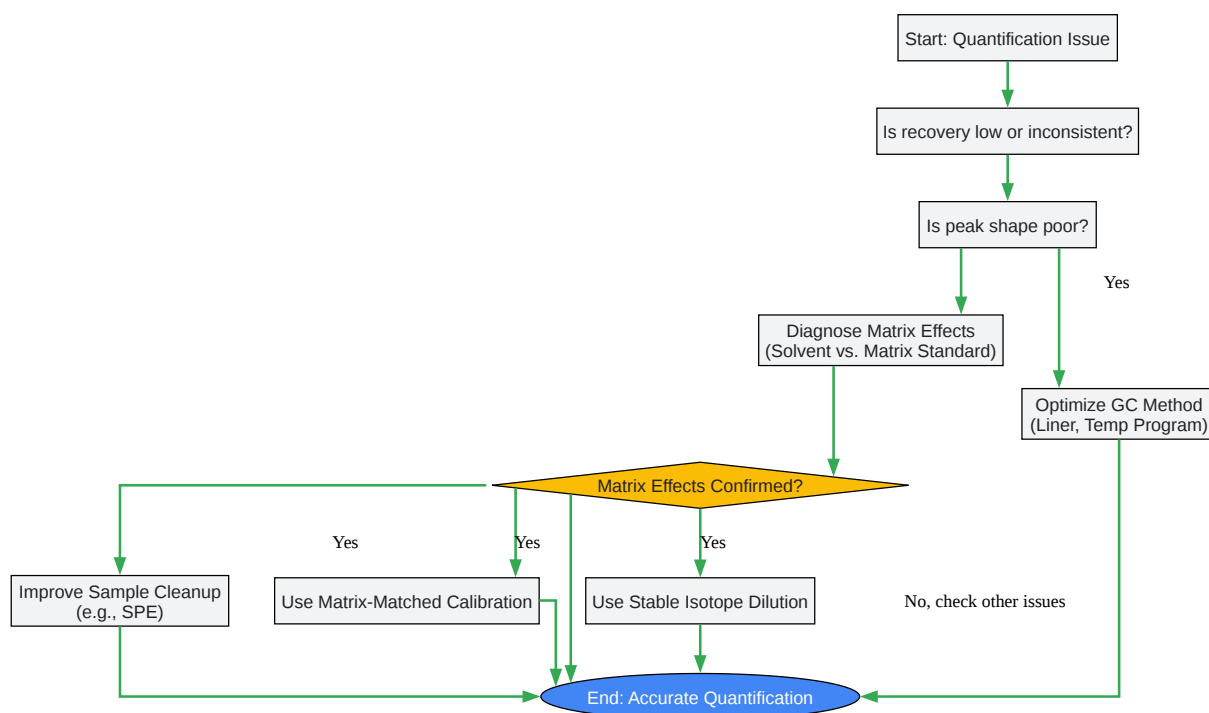 Start: Quantification Issue
Is recovery low or inconsistent?
Is peak shape poor?
Yes
Diagnose Matrix Effects
(Solvent vs. Matrix Standard)
Optimize GC Method
(Liner, Temp Program)
Matrix Effects Confirmed?
Yes
Yes
Yes
Improve Sample Cleanup
(e.g., SPE)
Use Matrix-Matched Calibration
Use Stable Isotope Dilution
No, check other issues
End: Accurate Quantification